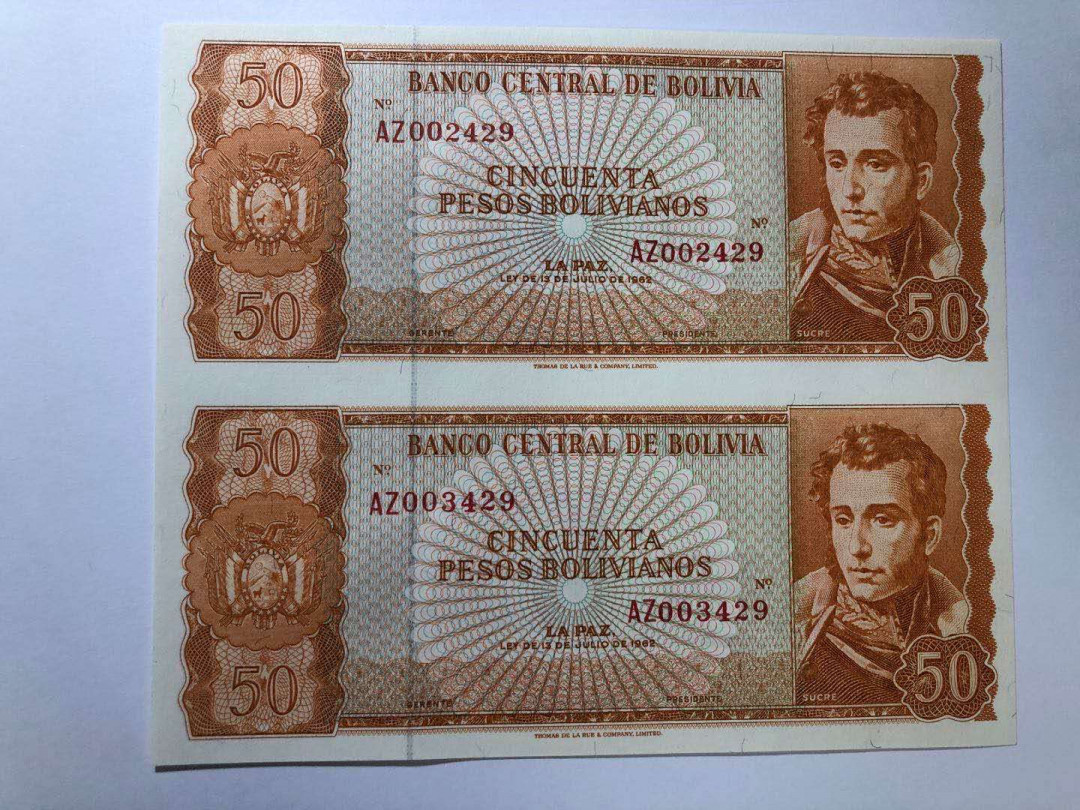 50
BANCO CENTRAL DE BOLIVIA
Nº
AZ002429
CINCUENTA
PESOS BOLIVIANOS
Nº
AZ002429
LA PAZ
LEY DE 13 DE JULIO DE 1962
50
GERENTE PRESIDENTE SUCRE 50
THOMAS DE LA RUE & COMPANY, LIMITED.
50
BANCO CENTRAL DE BOLIVIA
Nº
AZ003429
CINCUENTA
PESOS BOLIVIANOS
Nº
AZ003429
LA PAZ.
LEY DE 13 DE JULIO DE 1962
50
GERENTE PRESIDENTE SUCRE 50
THOMAS DE LA RUE & COMPANY, LIMITED.